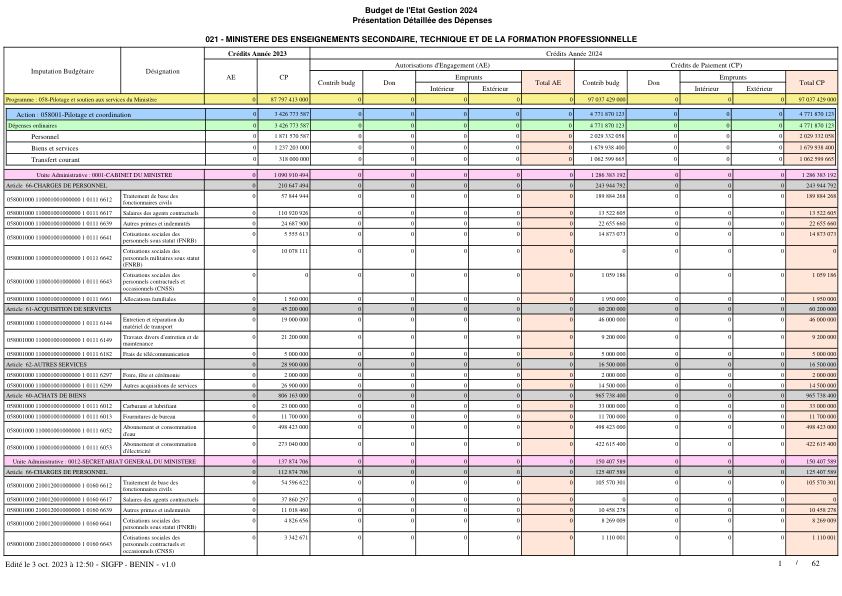 Budget de l'Etat Gestion 2024
Présentation Détaillée des Dépenses
021 - MINISTERE DES ENSEIGNEMENTS SECONDAIRE, TECHNIQUE ET DE LA FORMATION PROFESSIONNELLE
Imputation Budgétaire Désignation Crédits Année 2023 Crédits Année 2024
AE CP Autorisations d'Engagement (AE) Crédits de Paiement (CP)
Contrib budg Don Emprunts Total AE Contrib budg Don Emprunts Total CP
Intérieur Extérieur Intérieur Extérieur
Programme : 058-Pilotage et soutien aux services du Ministère 0 87 797 413 000 0 0 0 0 0 97 037 429 000 0 0 0 97 037 429 000
Action : 058001-Pilotage et coordination 0 3 426 773 587 0 0 0 0 0 4 771 870 123 0 0 0 4 771 870 123
Dépenses ordinaires 0 3 426 773 587 0 0 0 0 0 4 771 870 123 0 0 0 4 771 870 123
Personnel 0 1 871 570 587 0 0 0 0 0 2 029 332 058 0 0 0 2 029 332 058
Biens et services 0 1 237 203 000 0 0 0 0 0 1 679 938 400 0 0 0 1 679 938 400
Transfert courant 0 318 000 000 0 0 0 0 0 1 062 599 665 0 0 0 1 062 599 665
Unite Administrative : 0001-CABINET DU MINISTRE 0 1 090 910 494 0 0 0 0 0 1 286 383 192 0 0 0 1 286 383 192
Article 66-CHARGES DE PERSONNEL 0 210 647 494 0 0 0 0 0 243 944 792 0 0 0 243 944 792
058001000 110001001000000 1 0111 6612 Traitement de base des fonctionnaires civils 0 57 844 944 0 0 0 0 0 189 884 268 0 0 0 189 884 268
058001000 110001001000000 1 0111 6617 Salaires des agents contractuels 0 110 920 926 0 0 0 0 0 13 522 605 0 0 0 13 522 605
058001000 110001001000000 1 0111 6639 Autres primes et indemnités 0 24 687 900 0 0 0 0 0 22 655 660 0 0 0 22 655 660
058001000 110001001000000 1 0111 6641 Cotisations sociales des personnels sous statut (FNRB) 0 5 555 613 0 0 0 0 0 14 873 073 0 0 0 14 873 073
058001000 110001001000000 1 0111 6642 Cotisations sociales des personnels militaires sous statut (FNRB) 0 10 078 111 0 0 0 0 0 0 0 0 0 0
058001000 110001001000000 1 0111 6643 Cotisations sociales des personnels contractuels et occasionnels (CNSS) 0 0 0 0 0 0 0 1 059 186 0 0 0 1 059 186
058001000 110001001000000 1 0111 6661 Allocations familiales 0 1 560 000 0 0 0 0 0 1 950 000 0 0 0 1 950 000
Article 61-ACQUISITION DE SERVICES 0 45 200 000 0 0 0 0 0 60 200 000 0 0 0 60 200 000
058001000 110001001000000 1 0111 6144 Entretien et réparation du matériel de transport 0 19 000 000 0 0 0 0 0 46 000 000 0 0 0 46 000 000
058001000 110001001000000 1 0111 6149 Travaux divers d'entretien et de maintenance 0 21 200 000 0 0 0 0 0 9 200 000 0 0 0 9 200 000
058001000 110001001000000 1 0111 6182 Frais de télécommunication 0 5 000 000 0 0 0 0 0 5 000 000 0 0 0 5 000 000
Article 62-AUTRES SERVICES 0 28 900 000 0 0 0 0 0 16 500 000 0 0 0 16 500 000
058001000 110001001000000 1 0111 6297 Foire, fête et cérémonie 0 2 000 000 0 0 0 0 0 2 000 000 0 0 0 2 000 000
058001000 110001001000000 1 0111 6299 Autres acquisitions de services 0 26 900 000 0 0 0 0 0 14 500 000 0 0 0 14 500 000
Article 60-ACHATS DE BIENS 0 806 163 000 0 0 0 0 0 965 738 400 0 0 0 965 738 400
058001000 110001001000000 1 0111 6012 Carburant et lubrifiant 0 23 000 000 0 0 0 0 0 33 000 000 0 0 0 33 000 000
058001000 110001001000000 1 0111 6013 Fournitures de bureau 0 11 700 000 0 0 0 0 0 11 700 000 0 0 0 11 700 000
058001000 110001001000000 1 0111 6052 Abonnement et consommation d'eau 0 498 423 000 0 0 0 0 0 498 423 000 0 0 0 498 423 000
058001000 110001001000000 1 0111 6053 Abonnement et consommation d'électricité 0 273 040 000 0 0 0 0 0 422 615 400 0 0 0 422 615 400
Unite Administrative : 0012-SECRETARIAT GENERAL DU MINISTERE 0 137 874 706 0 0 0 0 0 150 407 589 0 0 0 150 407 589
Article 66-CHARGES DE PERSONNEL 0 112 874 706 0 0 0 0 0 125 407 589 0 0 0 125 407 589
058001000 210012001000000 1 0160 6612 Traitement de base des fonctionnaires civils 0 54 596 622 0 0 0 0 0 105 570 301 0 0 0 105 570 301
058001000 210012001000000 1 0160 6617 Salaires des agents contractuels 0 37 860 297 0 0 0 0 0 0 0 0 0 0
058001000 210012001000000 1 0160 6639 Autres primes et indemnités 0 11 018 460 0 0 0 0 0 10 458 278 0 0 0 10 458 278
058001000 210012001000000 1 0160 6641 Cotisations sociales des personnels sous statut (FNRB) 0 4 826 656 0 0 0 0 0 8 269 009 0 0 0 8 269 009
058001000 210012001000000 1 0160 6643 Cotisations sociales des personnels contractuels et occasionnels (CNSS) 0 3 342 671 0 0 0 0 0 1 110 001 0 0 0 1 110 001
Edité le 3 oct. 2023 à 12:50 - SIGFP - BENIN - v1.0 1 / 62